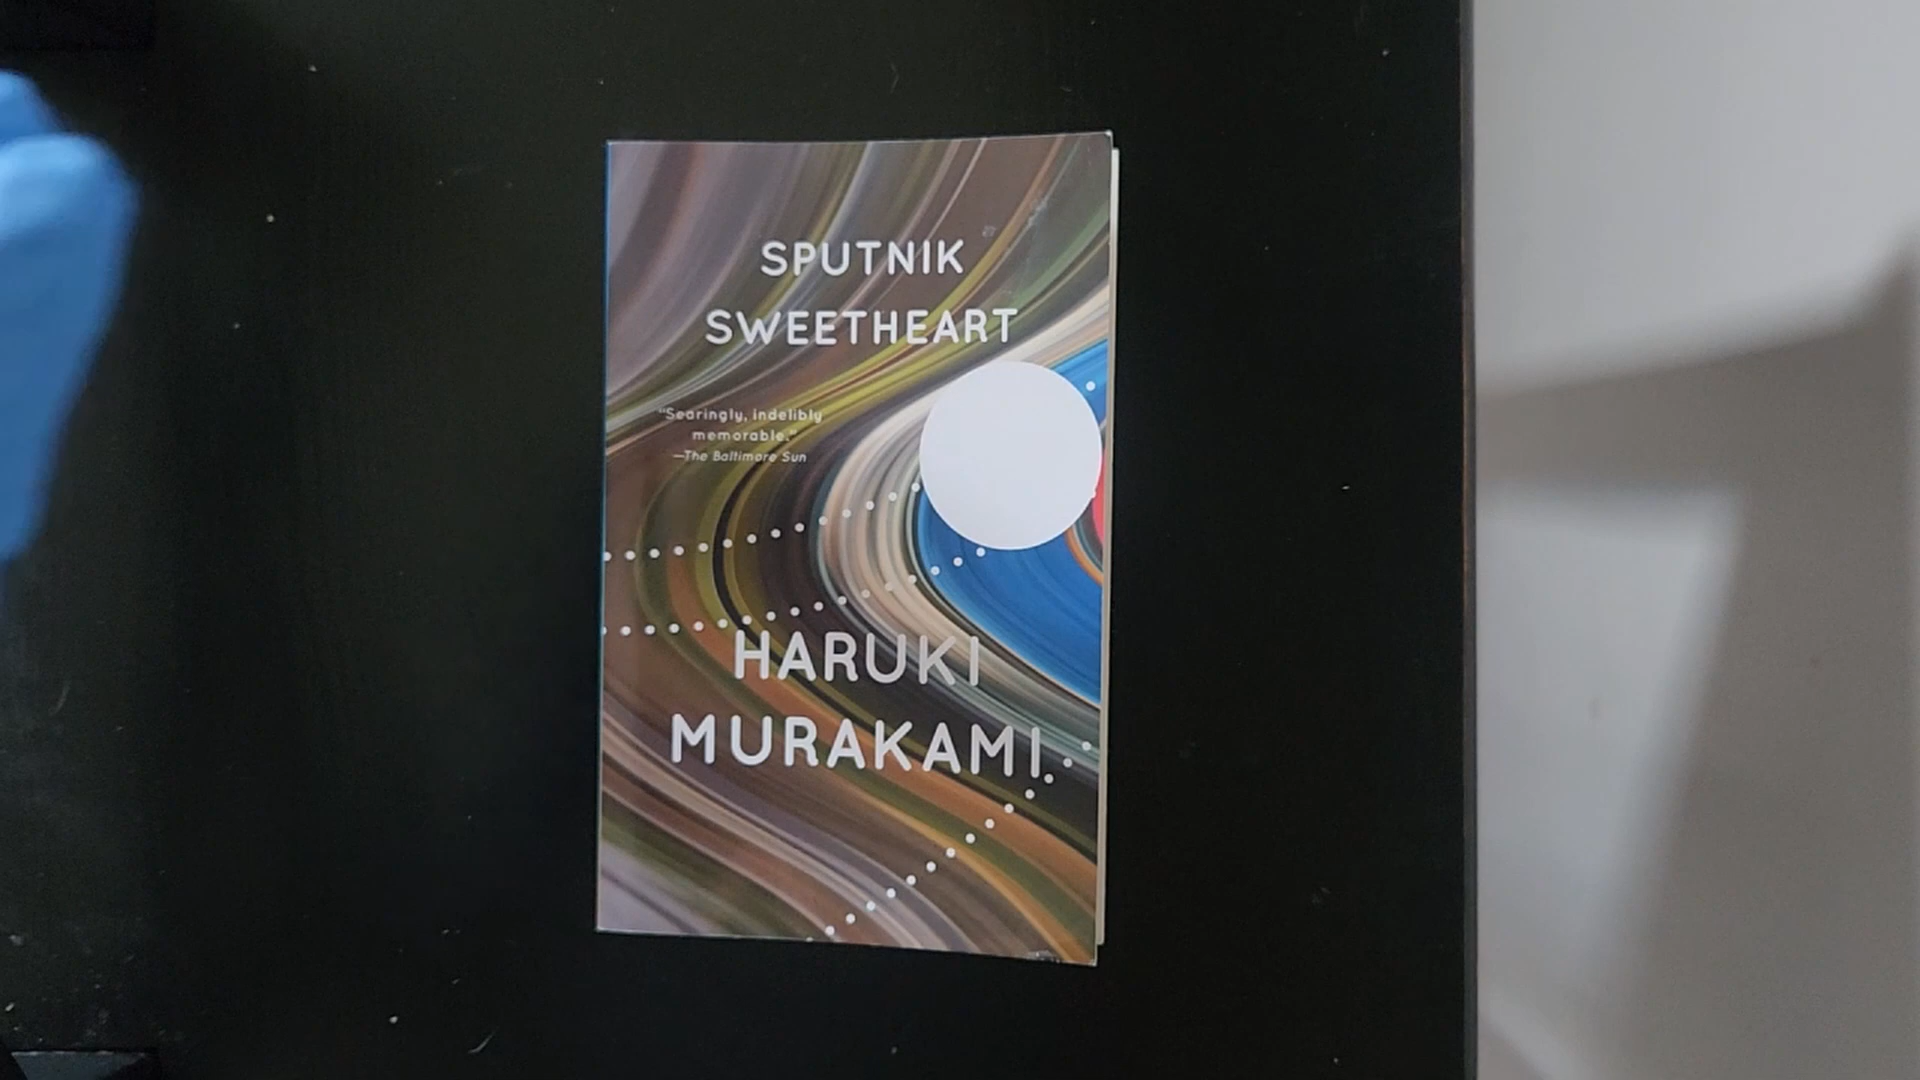 SPUTNIK
SWEETHEART
"Searingly, indelibly
memorable."
—The Baltimore Sun
HARUKI
MURAKAMI